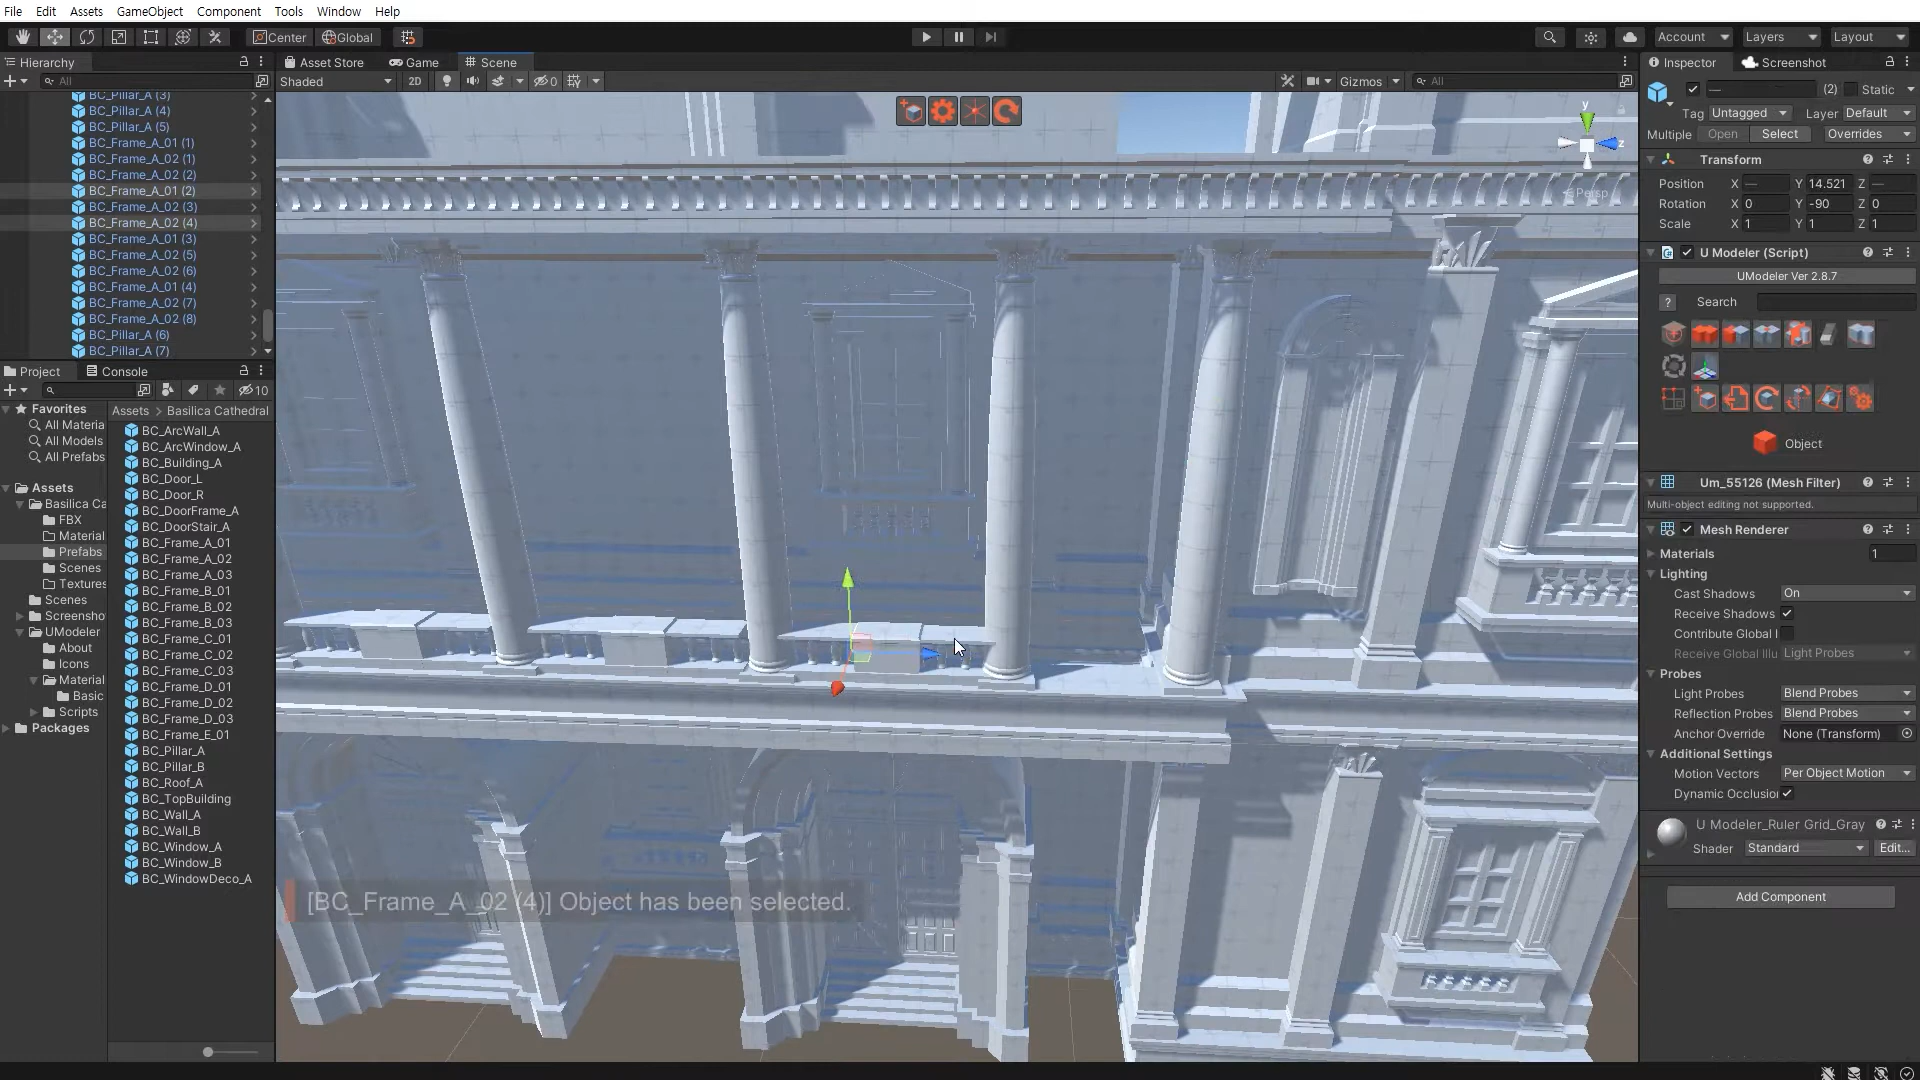 File Edit Assets GameObject Component Tools Window Help
Center Global Account Layers Layout
Hierarchy Asset Store Game Scene Inspector Screenshot
All Shaded 2D 0 Gizmos All
BC_Pillar_A (3)
BC_Pillar_A (4)
BC_Pillar_A (5)
BC_Frame_A_01 (1)
BC_Frame_A_02 (1)
BC_Frame_A_02 (2)
BC_Frame_A_01 (2)
BC_Frame_A_02 (3)
BC_Frame_A_02 (4)
BC_Frame_A_01 (3)
BC_Frame_A_02 (5)
BC_Frame_A_02 (6)
BC_Frame_A_01 (4)
BC_Frame_A_02 (7)
BC_Frame_A_02 (8)
BC_Pillar_A (6)
BC_Pillar_A (7)
Project Console
10
Favorites
All Materia
All Models
All Prefabs
Assets
Basilica Ca
FBX
Material
Prefabs
Scenes
Textures
Scenes
Screensho
UModeler
About
Icons
Material
Basic
Scripts
Packages
Assets > Basilica Cathedral
BC_ArcWall_A
BC_ArcWindow_A
BC_Building_A
BC_Door_L
BC_Door_R
BC_DoorFrame_A
BC_DoorStair_A
BC_Frame_A_01
BC_Frame_A_02
BC_Frame_A_03
BC_Frame_B_01
BC_Frame_B_02
BC_Frame_B_03
BC_Frame_C_01
BC_Frame_C_02
BC_Frame_C_03
BC_Frame_D_01
BC_Frame_D_02
BC_Frame_D_03
BC_Frame_E_01
BC_Pillar_A
BC_Pillar_B
BC_Roof_A
BC_TopBuilding
BC_Wall_A
BC_Wall_B
BC_Window_A
BC_Window_B
BC_WindowDeco_A
y
z
Persp
[BC_Frame_A_02 (4)] Object has been selected.
— (2) Static
Tag Untagged Layer Default
Multiple Open Select Overrides
Transform
Position X — Y 14.521 Z —
Rotation X 0 Y -90 Z 0
Scale X 1 Y 1 Z 1
U Modeler (Script)
UModeler Ver 2.8.7
? Search
Object
Um_55126 (Mesh Filter)
Multi-object editing not supported.
Mesh Renderer
Materials 1
Lighting
Cast Shadows On
Receive Shadows
Contribute Global I
Receive Global Illu Light Probes
Probes
Light Probes Blend Probes
Reflection Probes Blend Probes
Anchor Override None (Transform)
Additional Settings
Motion Vectors Per Object Motion
Dynamic Occlusion
U Modeler_Ruler Grid_Gray
Shader Standard Edit...
Add Component